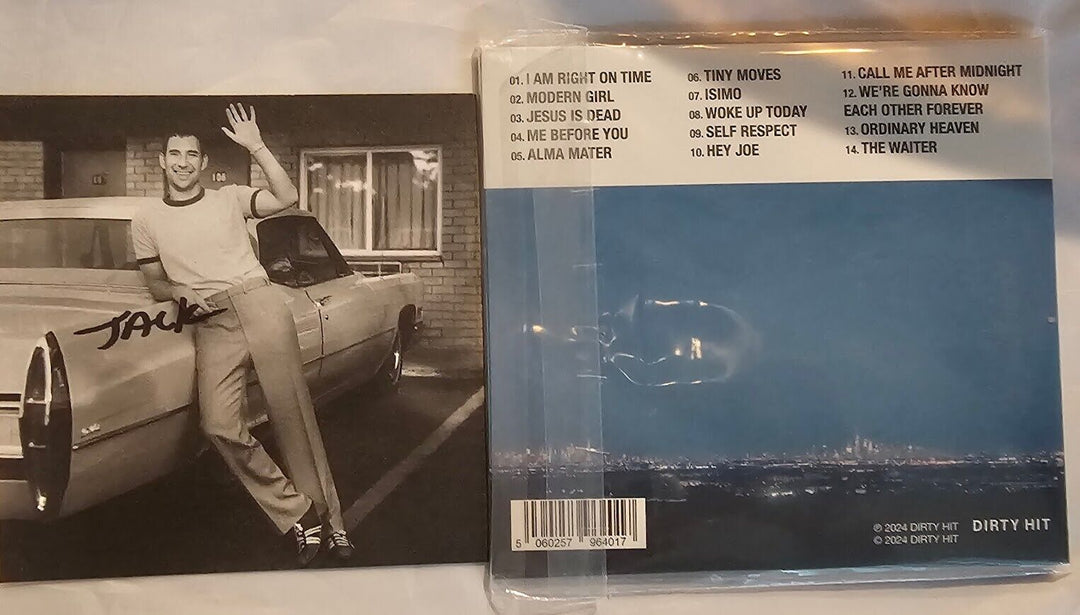 JACK
106
01. I AM RIGHT ON TIME
02. MODERN GIRL
03. JESUS IS DEAD
04. ME BEFORE YOU
05. ALMA MATER
06. TINY MOVES
07. ISIMO
08. WOKE UP TODAY
09. SELF RESPECT
10. HEY JOE
11. CALL ME AFTER MIDNIGHT
12. WE'RE GONNA KNOW
EACH OTHER FOREVER
13. ORDINARY HEAVEN
14. THE WAITER
5 060257 964017
℗ 2024 DIRTY HIT
© 2024 DIRTY HIT
DIRTY HIT